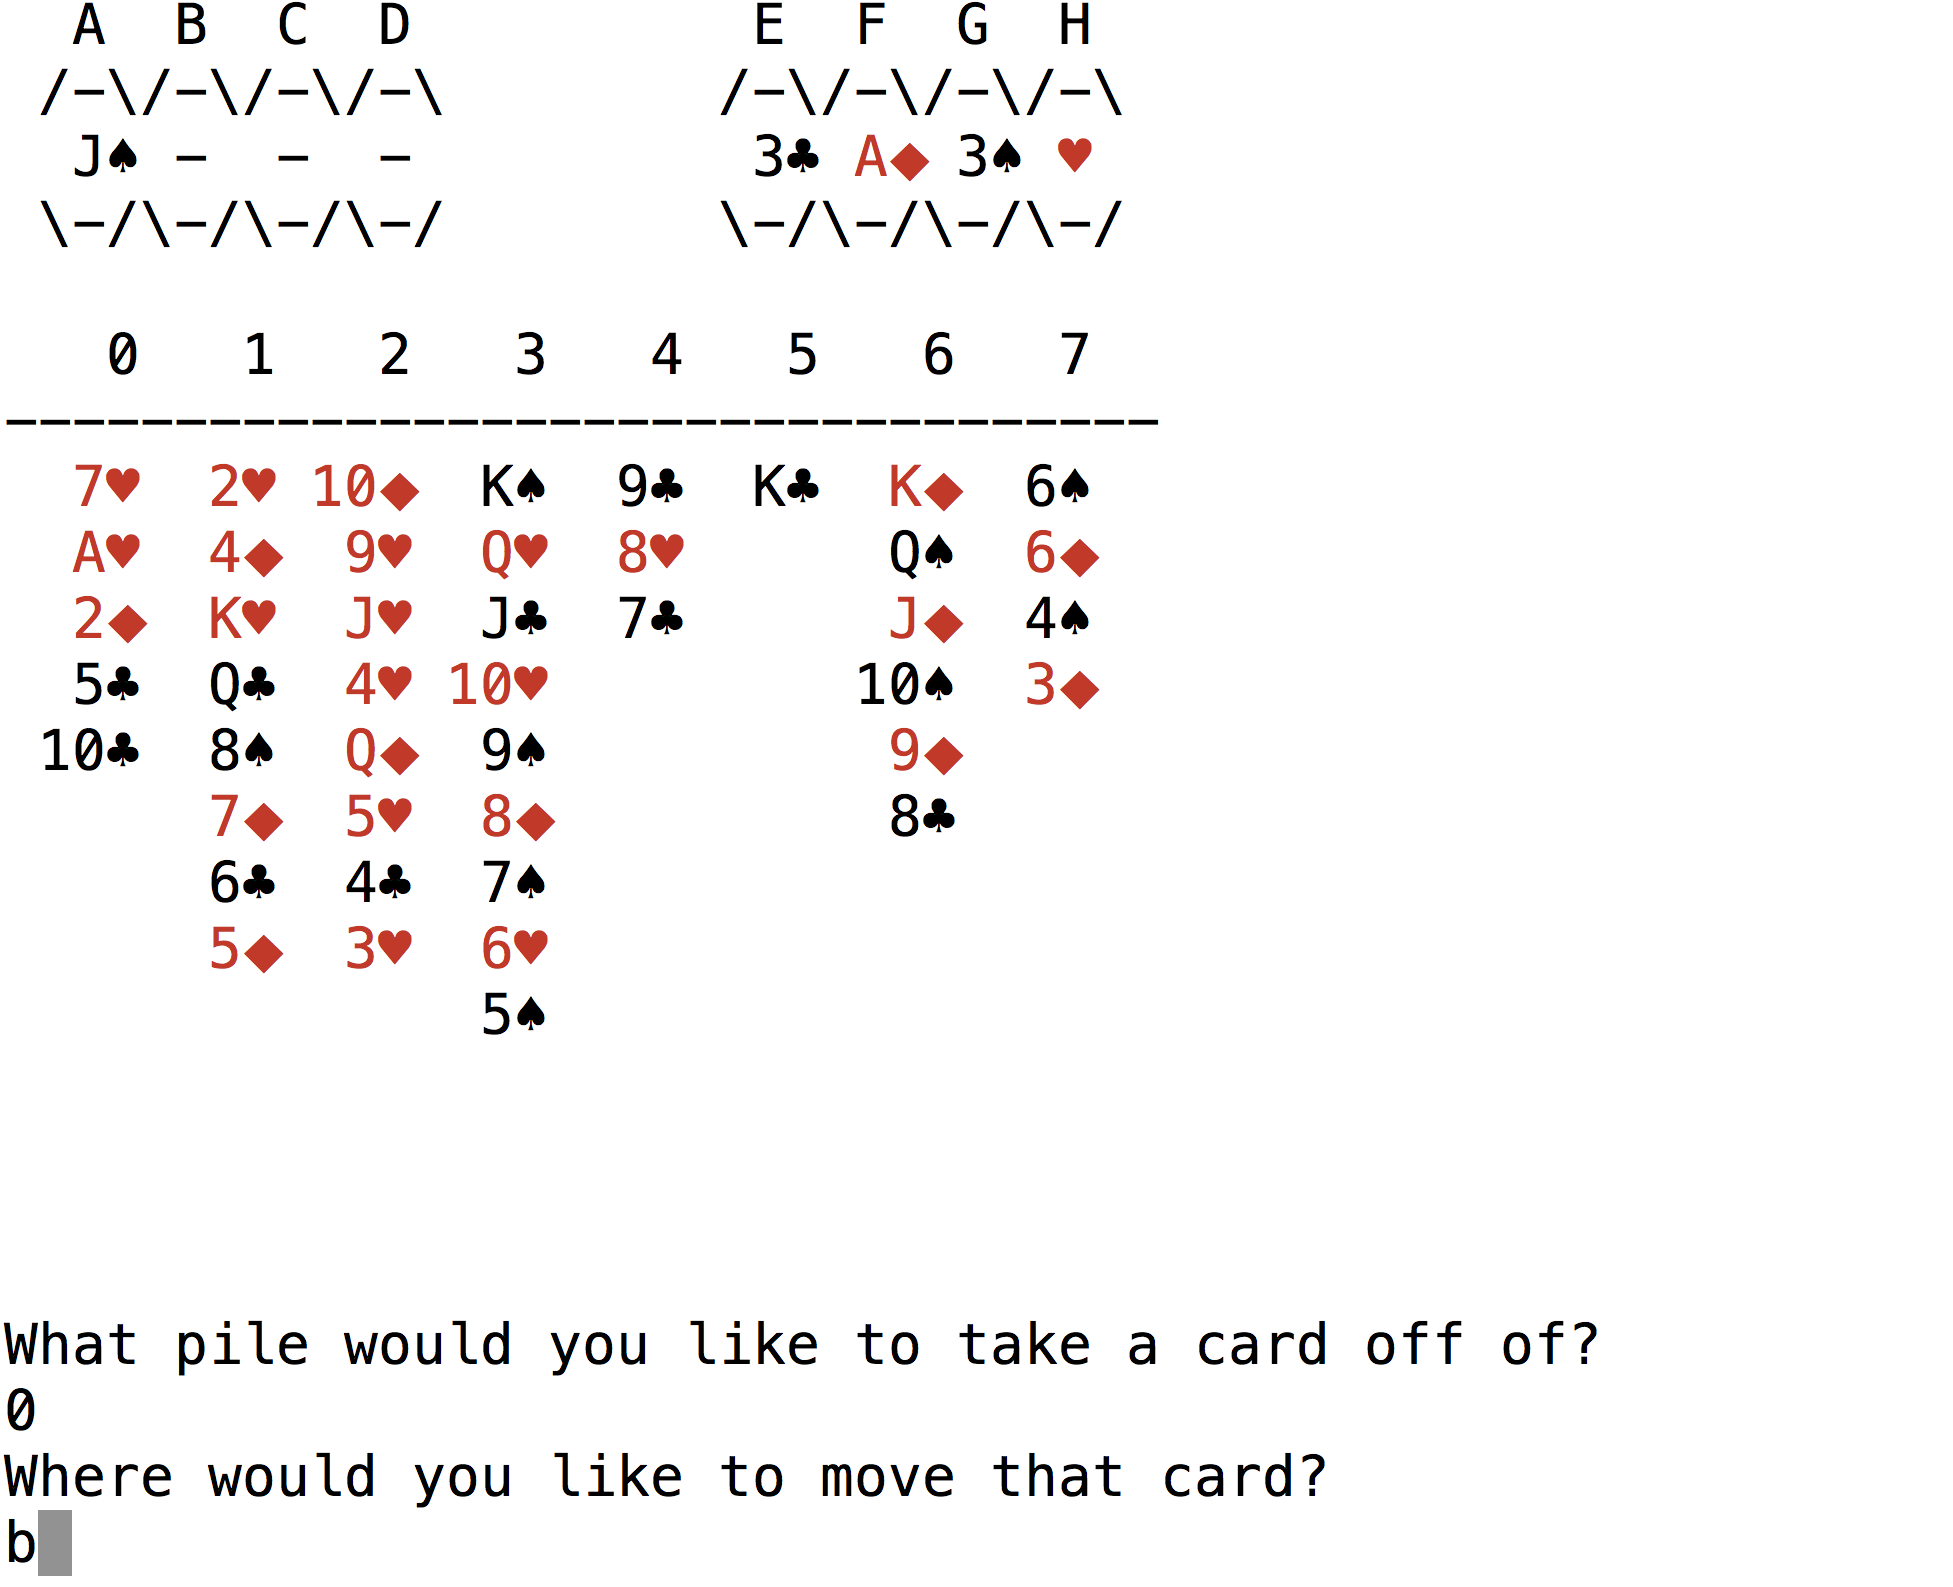 A B C D E F G H
/-\/-\/-\/-\ /-\/-\/-\/-\
J♠ - - - 3♣ A♦ 3♠ ♥
\-/\-/\-/\-/ \-/\-/\-/\-/
0 1 2 3 4 5 6 7
----------------------------------
7♥ 2♥ 10♦ K♠ 9♣ K♣ K♦ 6♠
A♥ 4♦ 9♥ Q♥ 8♥ Q♠ 6♦
2♦ K♥ J♥ J♣ 7♣ J♦ 4♠
5♣ Q♣ 4♥ 10♥ 10♠ 3♦
10♣ 8♠ Q♦ 9♠ 9♦
7♦ 5♥ 8♦ 8♣
6♣ 4♣ 7♠
5♦ 3♥ 6♥
5♠
What pile would you like to take a card off of?
0
Where would you like to move that card?
b